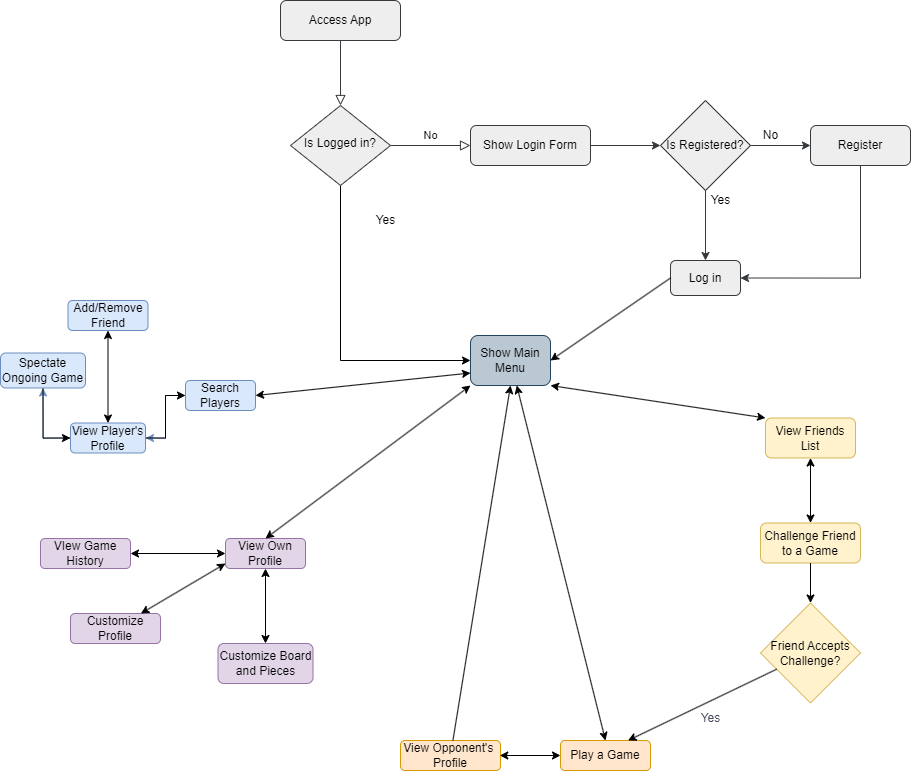 Access App
Is Logged in?
No
Show Login Form
Is Registered?
No
Register
Yes
Yes
Log in
Add/Remove
Friend
Show Main
Menu
Spectate
Ongoing Game
Search
Players
View Player's
Profile
View Friends
List
VIew Game
History
View Own
Profile
Challenge Friend
to a Game
Customize
Profile
Customize Board
and Pieces
Friend Accepts
Challenge?
Yes
View Opponent's
Profile
Play a Game